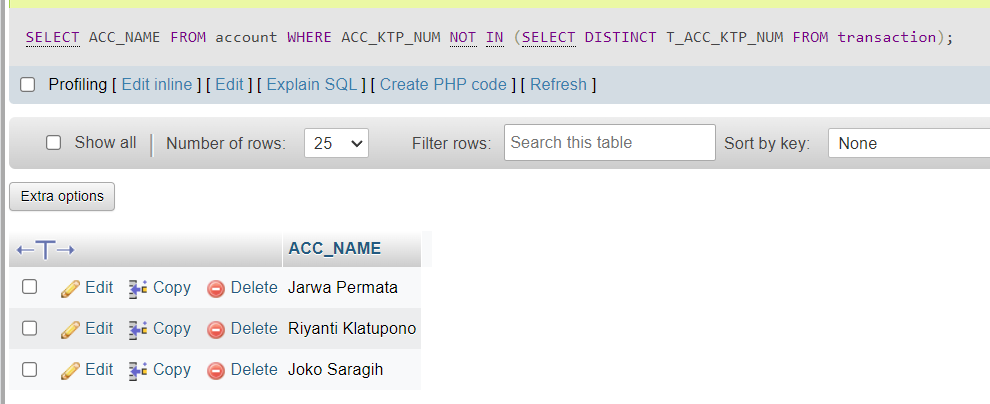 SELECT ACC_NAME FROM account WHERE ACC_KTP_NUM NOT IN (SELECT DISTINCT T_ACC_KTP_NUM FROM transaction);
Profiling [ Edit inline ] [ Edit ] [ Explain SQL ] [ Create PHP code ] [ Refresh ]
Show all Number of rows: 25 Filter rows: Search this table Sort by key: None
Extra options
←T→ ACC_NAME
Edit Copy Delete Jarwa Permata
Edit Copy Delete Riyanti Klatupono
Edit Copy Delete Joko Saragih